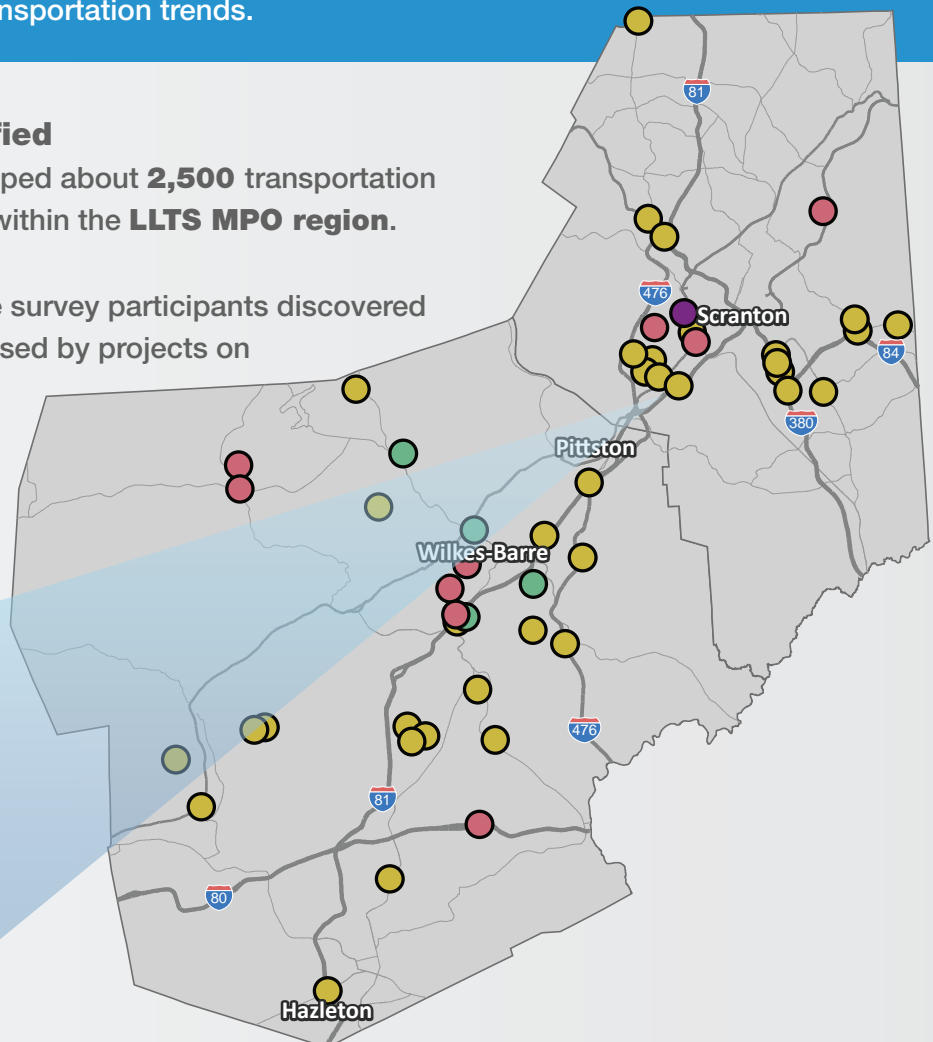 nsportation trends.
fied
ped about 2,500 transportation
within the LLTS MPO region.
e survey participants discovered
sed by projects on
81
476
Scranton
84
380
Pittston
Wilkes-Barre
476
81
80
Hazleton